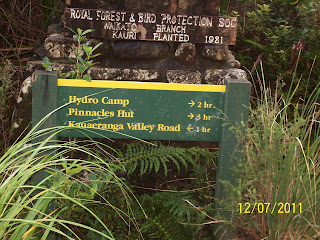 ROYAL FOREST & BIRD PROTECTION SOC
WAIKATO BRANCH
KAURI PLANTED 1981
Hydro Camp → 2 hr
Pinnacles Hut → 3 hr
Kauaeranga Valley Road ← 1 hr
12/07/2011